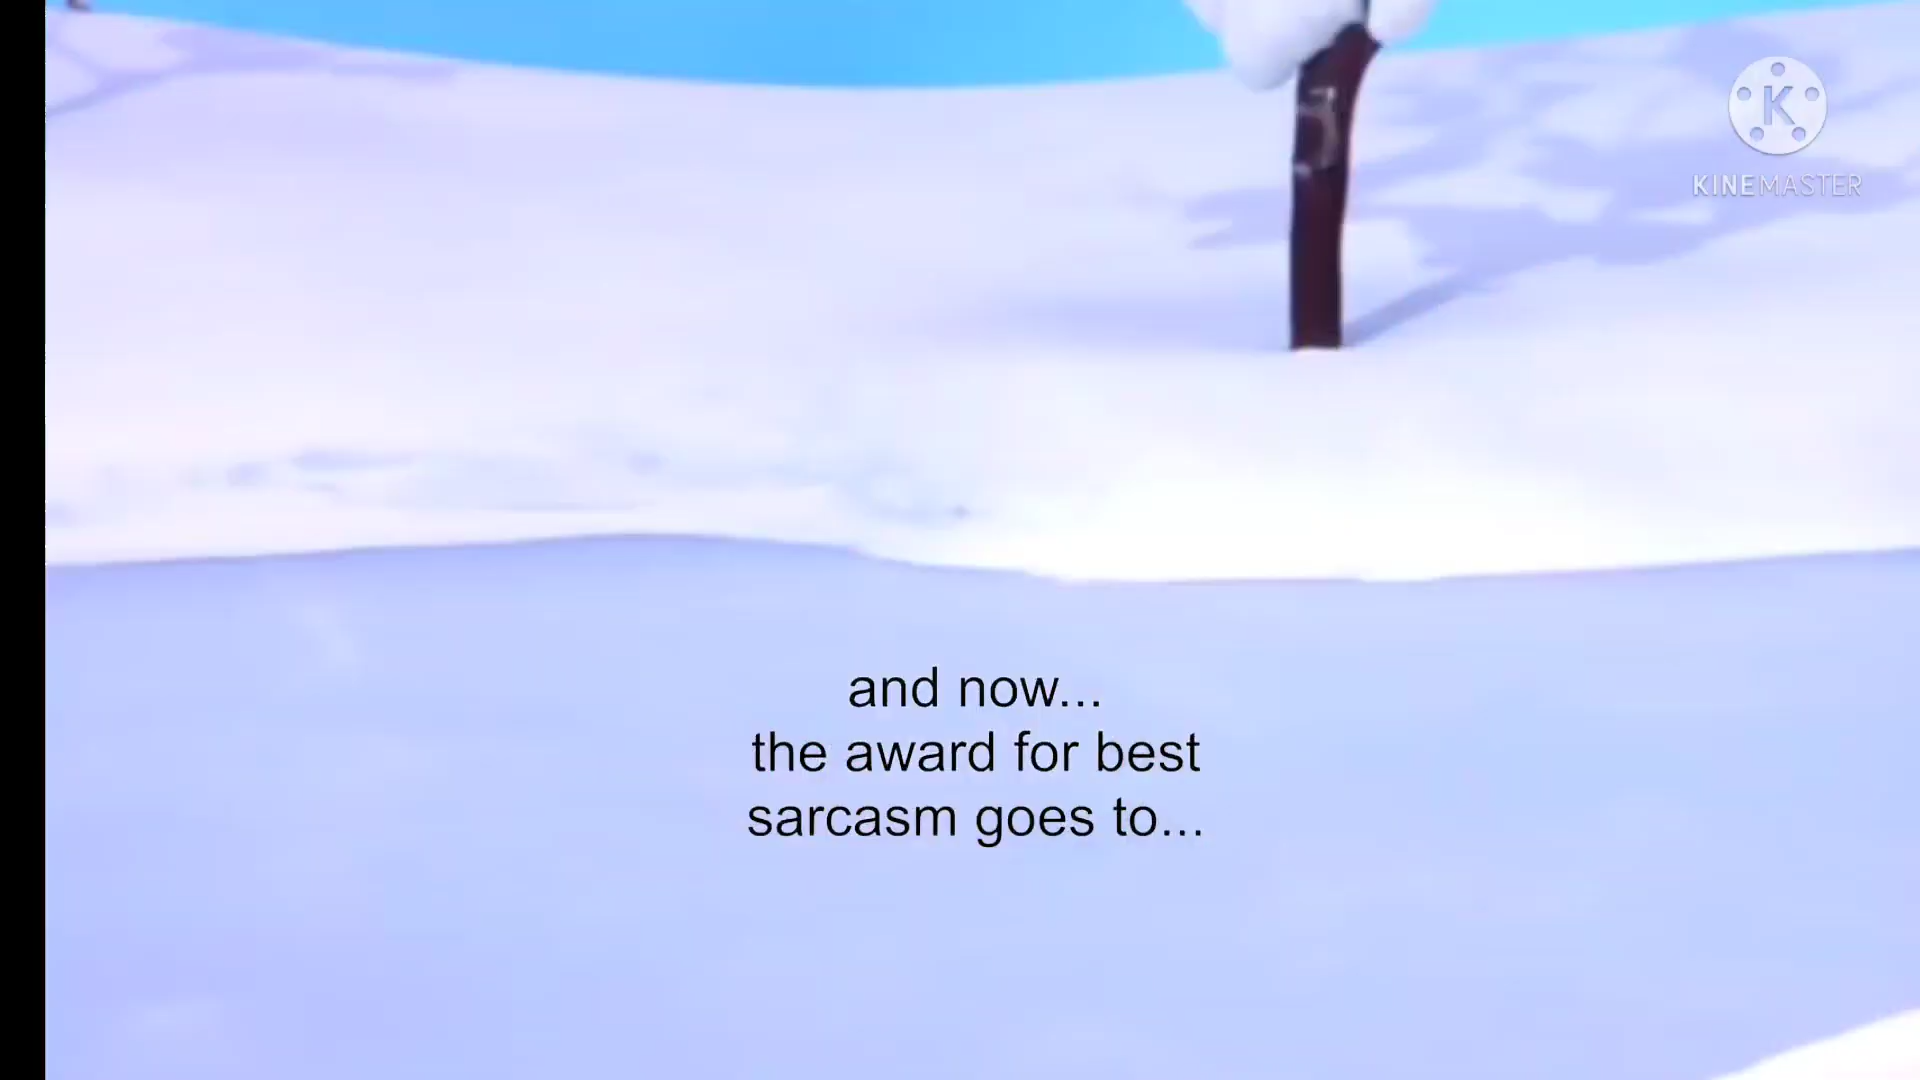 K
KINEMASTER
and now...
the award for best
sarcasm goes to...